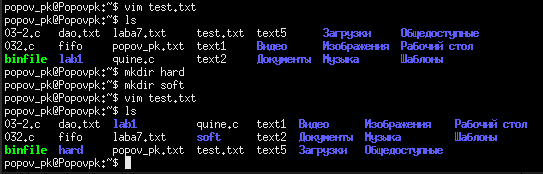 popov_pk@Popovpk:~$ vim test.txt
popov_pk@Popovpk:~$ ls
03-2.c dao.txt laba7.txt test.txt text5 Загрузки Общедоступные
032.c fifo popov_pk.txt text1 Видео Изображения Рабочий стол
binfile lab1 quine.c text2 Документы Музыка Шаблоны
popov_pk@Popovpk:~$ mkdir hard
popov_pk@Popovpk:~$ mkdir soft
popov_pk@Popovpk:~$ vim test.txt
popov_pk@Popovpk:~$ ls
03-2.c dao.txt lab1 quine.c text1 Видео Изображения Рабочий стол
032.c fifo laba7.txt soft text2 Документы Музыка Шаблоны
binfile hard popov_pk.txt test.txt text5 Загрузки Общедоступные
popov_pk@Popovpk:~$